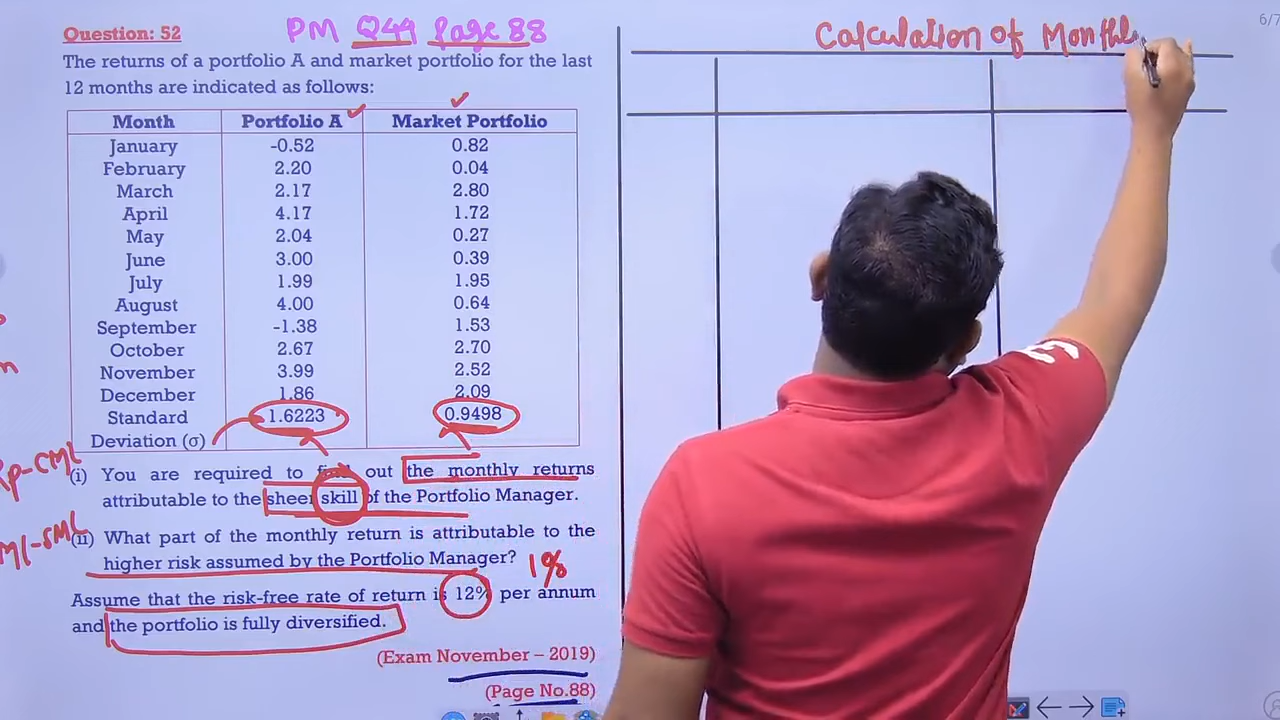 Question: 52
PM Q49 Page 88
The returns of a portfolio A and market portfolio for the last
12 months are indicated as follows:
Month Portfolio A Market Portfolio
January -0.52 0.82
February 2.20 0.04
March 2.17 2.80
April 4.17 1.72
May 2.04 0.27
June 3.00 0.39
July 1.99 1.95
August 4.00 0.64
September -1.38 1.53
October 2.67 2.70
November 3.99 2.52
December 1.86 2.09
Standard 1.6223 0.9498
Deviation (σ)
(i) You are required to find out the monthly returns
attributable to the sheer skill of the Portfolio Manager.
(ii) What part of the monthly return is attributable to the
higher risk assumed by the Portfolio Manager?
1%
Assume that the risk-free rate of return is 12% per annum
and the portfolio is fully diversified.
(Exam November – 2019)
(Page No.88)
Rp-CML
-SML
Calculation of Monthl
6/7